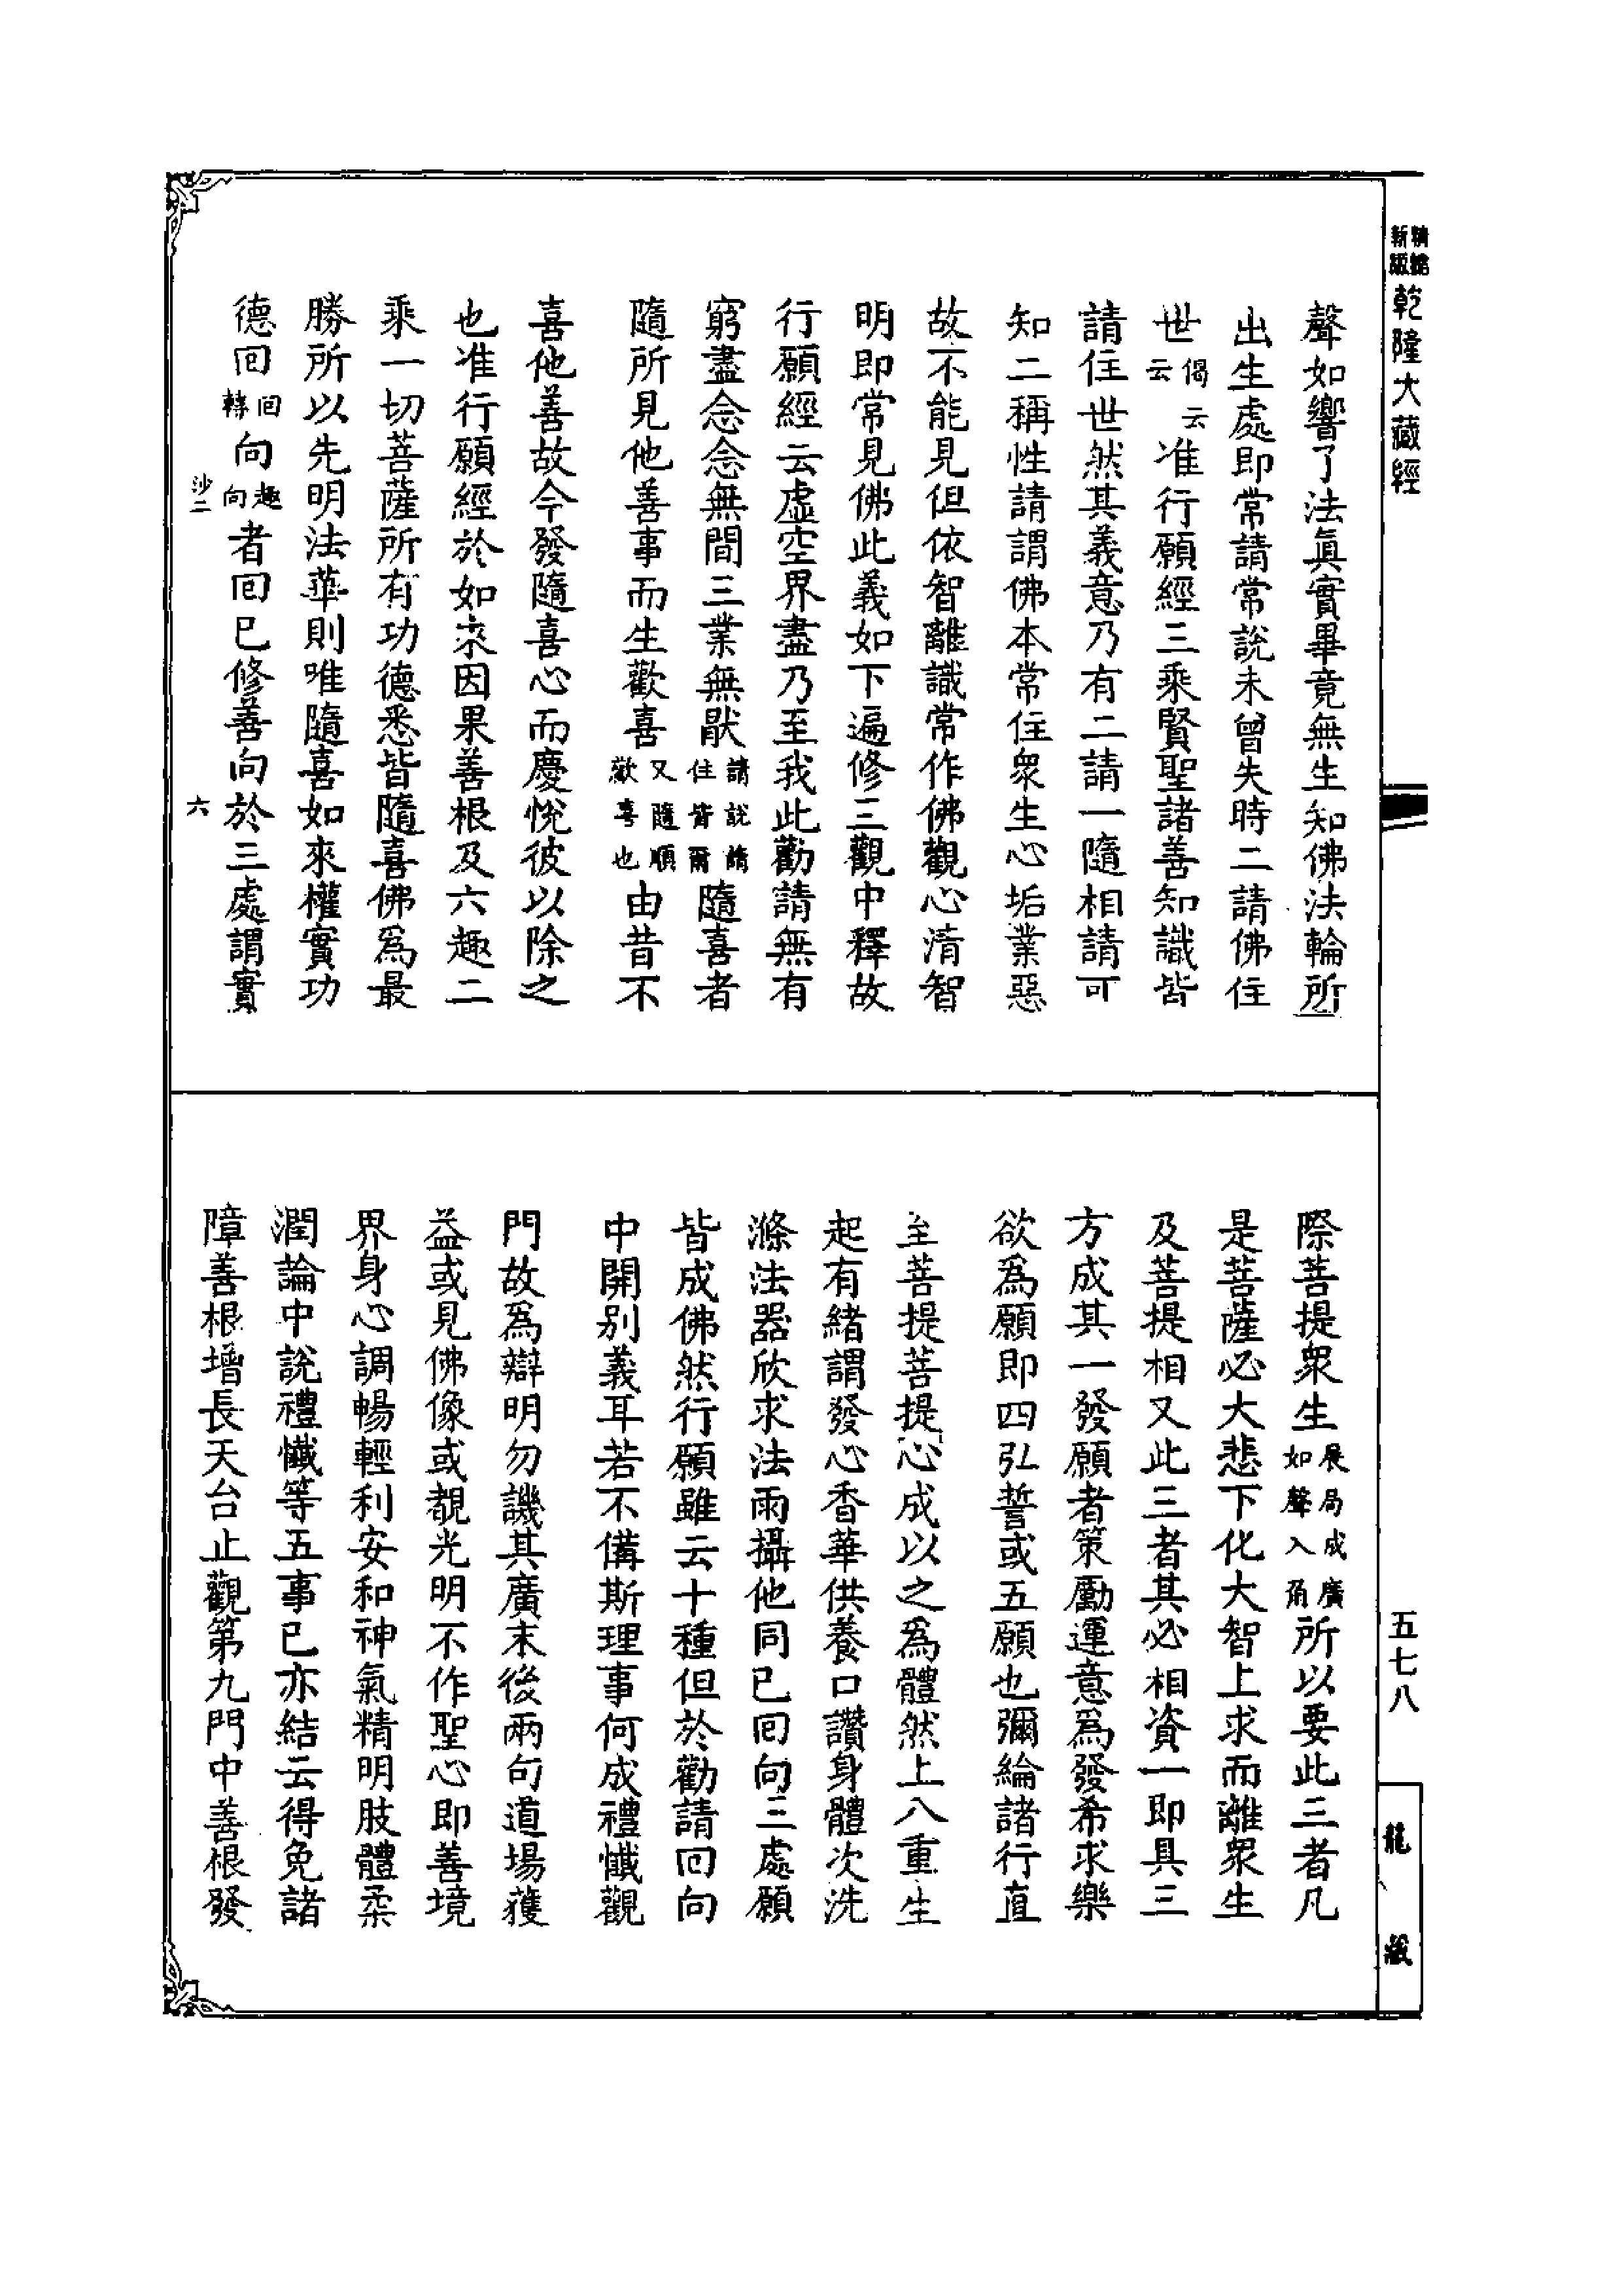 精縮
新版
乾隆大藏經
聲如響了法眞實畢竟無生知佛法輪所
出生處即常請常說未曾失時二請佛住
世偈云云准行願經三乘賢聖諸善知識皆
請住世然其義意乃有二請一隨相請可
知二稱性請謂佛本常住衆生心垢業惡
故不能見但依智離識常作佛觀心清智
明即常見佛此義如下遍修三觀中釋故
行願經云虛空界盡乃至我此勸請無有
窮盡念念無間三業無猒請說請住皆爾隨喜者
隨所見他善事而生歡喜又隨順歡喜也由昔不
喜他善故今發隨喜心而慶悅彼以除之
也准行願經於如來因果善根及六趣二
乘一切菩薩所有功德悉皆隨喜佛爲最
勝所以先明法華則唯隨喜如來權實功
德回回轉向趣向者回已修善向於三處謂實
沙二
六
際菩提衆生展局成廣如聲入角所以要此三者凡
是菩薩必大悲下化大智上求而離衆生
及菩提相又此三者其必相資一即具三
方成其一發願者策勵運意爲發希求樂
欲爲願即四弘誓或五願也彌綸諸行直
至菩提菩提心成以之爲體然上八重生
起有緒謂發心香華供養口讚身體次洗
滌法器欣求法雨攝他同已回向三處願
皆成佛然行願雖云十種但於勸請回向
中開別義耳若不備斯理事何成禮懺觀
門故爲辯明勿譏其廣末後兩句道場獲
益或見佛像或覩光明不作聖心即善境
界身心調暢輕利安和神氣精明肢體柔
潤論中說禮懺等五事已亦結云得免諸
障善根增長天台止觀第九門中善根發
五七八
龍藏